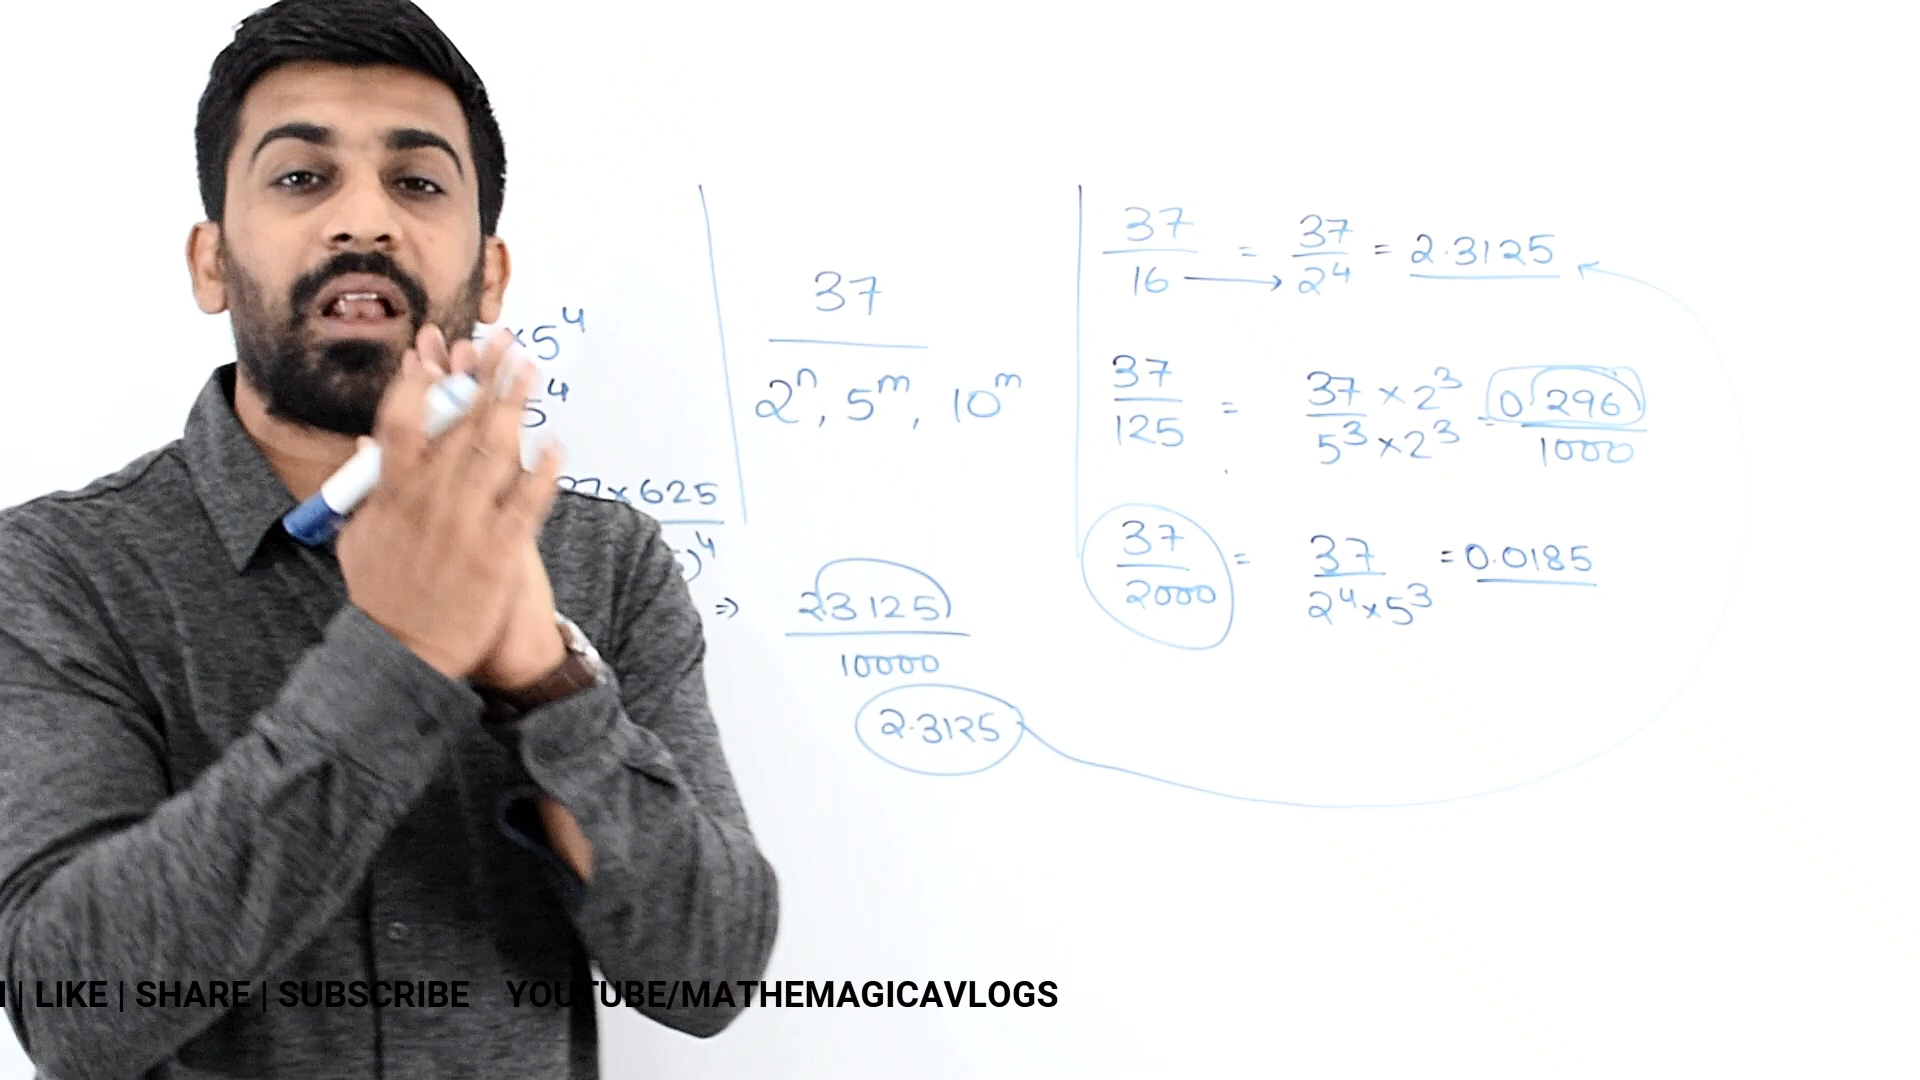 ×5⁴
5⁴
37×625
)⁴
⇒ 23125/10000
2.3125
37
2ⁿ, 5ᵐ, 10ᵐ
37/16 → = 37/2⁴ = 2.3125
37/125 = 37×2³/5³×2³ = 0.296/1000
37/2000 = 37/2⁴×5³ = 0.0185
| LIKE | SHARE | SUBSCRIBE YOUTUBE/MATHEMAGICAVLOGS